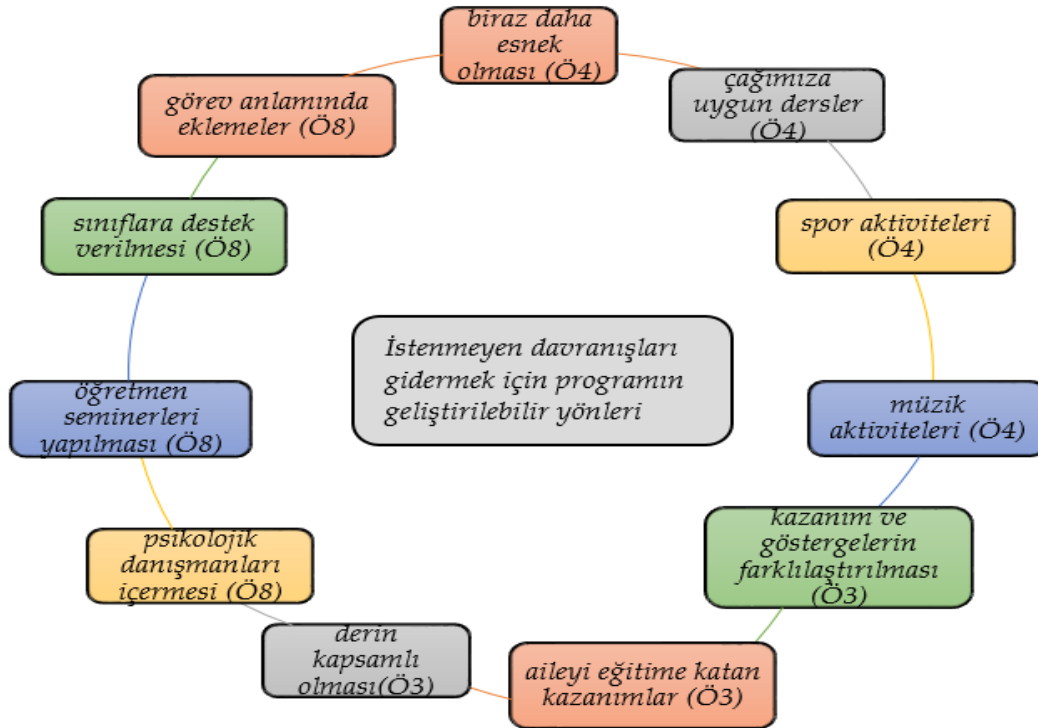 biraz daha
esnek
olması (Ö4)
çağımıza
uygun dersler
(Ö4)
spor aktiviteleri
(Ö4)
müzik
aktiviteleri (Ö4)
kazanım ve
göstergelerin
farklılaştırılması
(Ö3)
aileyi eğitime katan
kazanımlar (Ö3)
derin
kapsamlı
olması(Ö3)
psikolojik
danışmanları
içermesi (Ö8)
öğretmen
seminerleri
yapılması (Ö8)
sınıflara destek
verilmesi (Ö8)
görev anlamında
eklemeler (Ö8)
İstenmeyen davranışları
gidermek için programın
geliştirilebilir yönleri